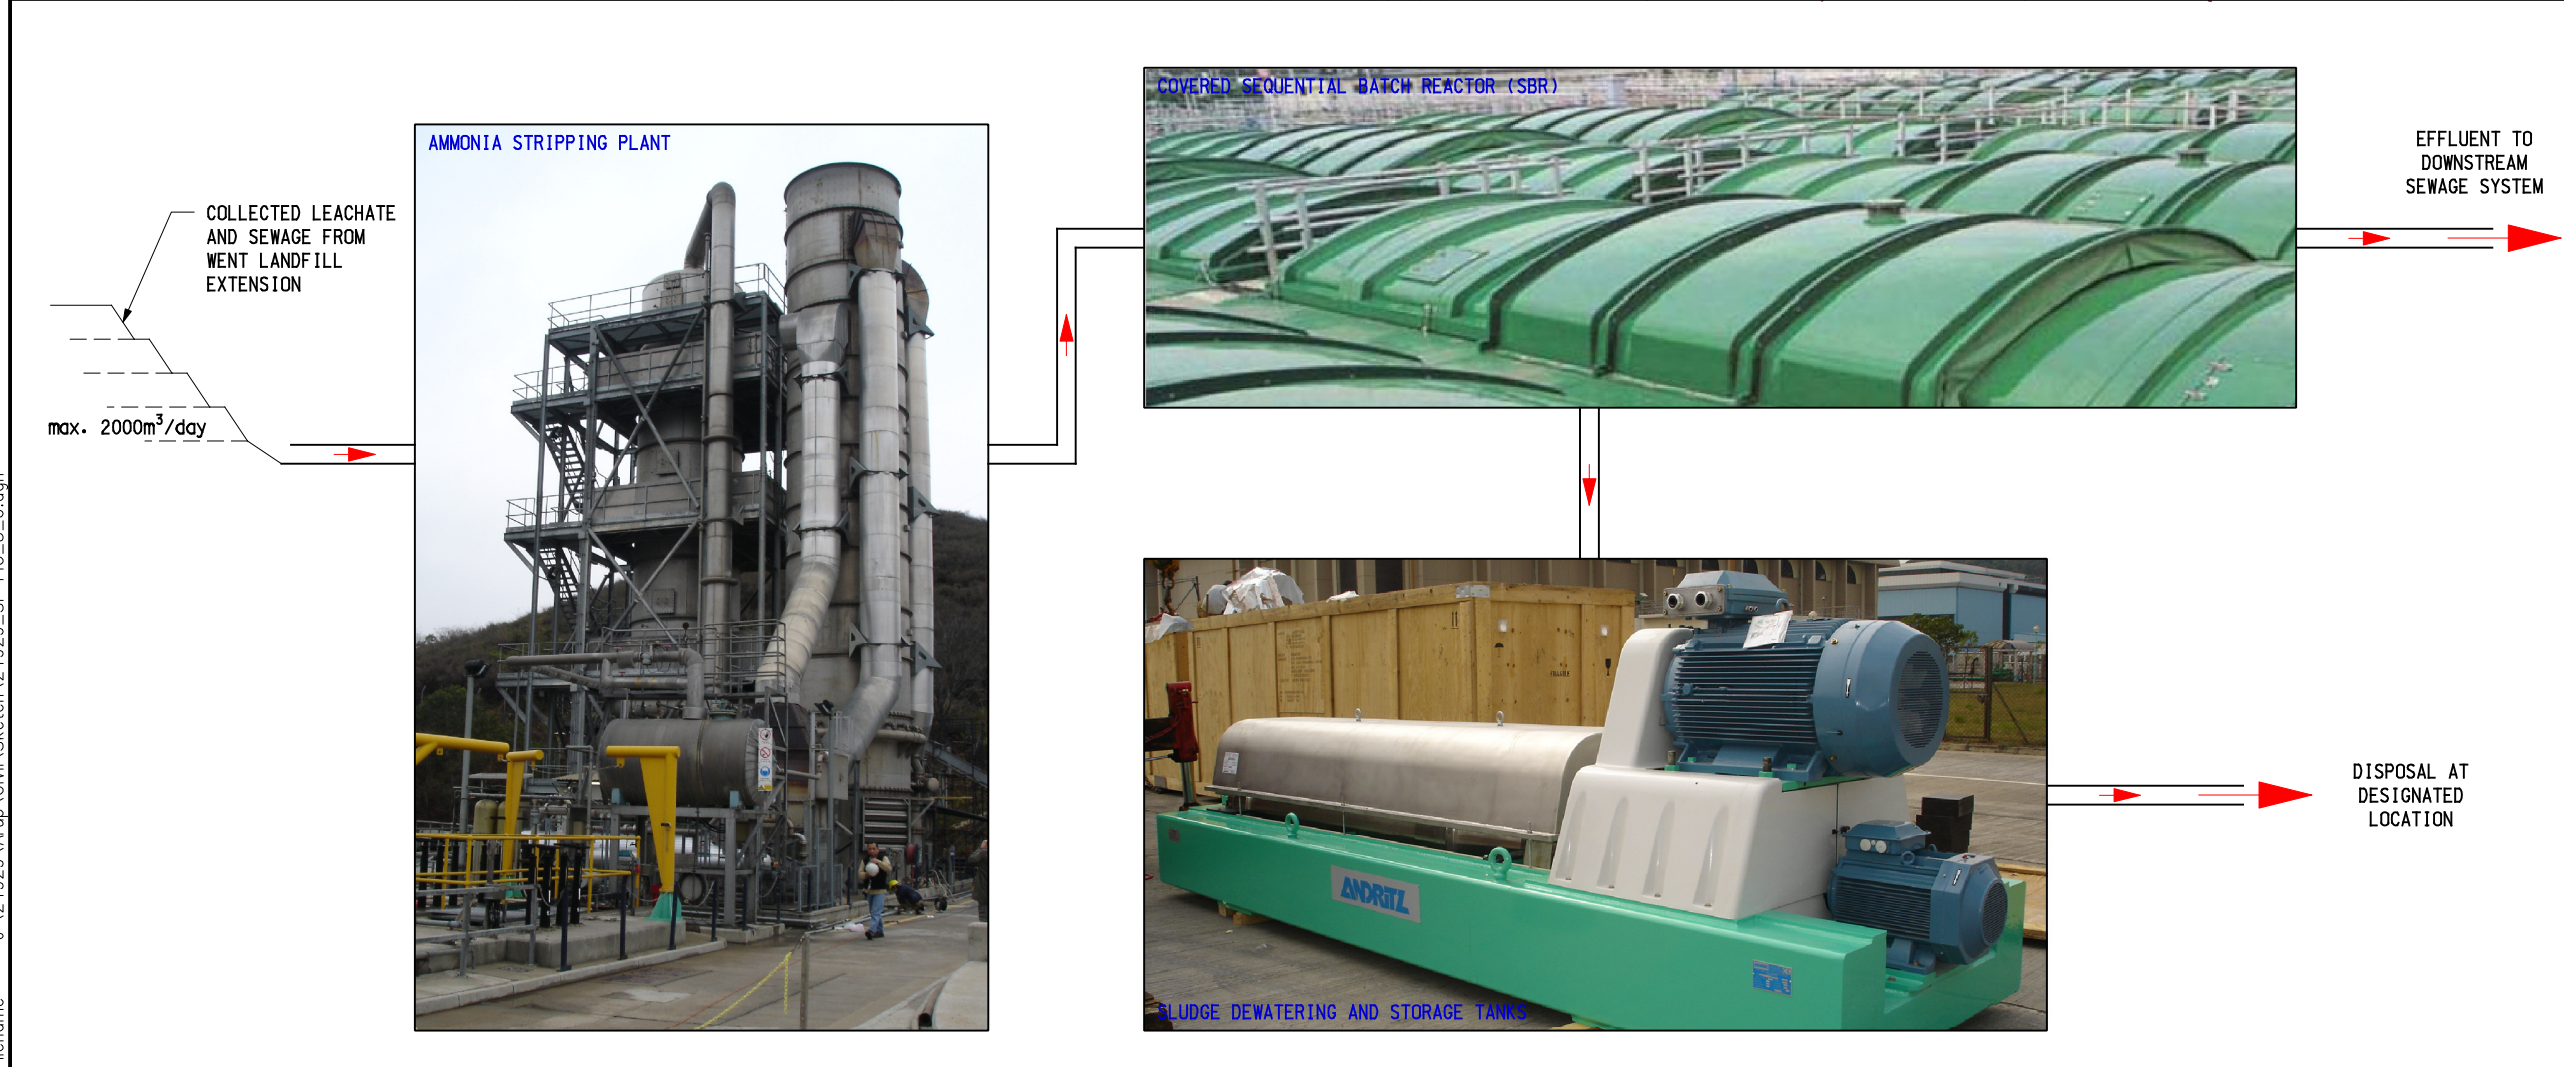 COLLECTED LEACHATE
AND SEWAGE FROM
WENT LANDFILL
EXTENSION
max. 2000m³/day
AMMONIA STRIPPING PLANT
COVERED SEQUENTIAL BATCH REACTOR (SBR)
EFFLUENT TO
DOWNSTREAM
SEWAGE SYSTEM
FRAGILE
ANDRITZ
SLUDGE DEWATERING AND STORAGE TANKS
DISPOSAL AT
DESIGNATED
LOCATION